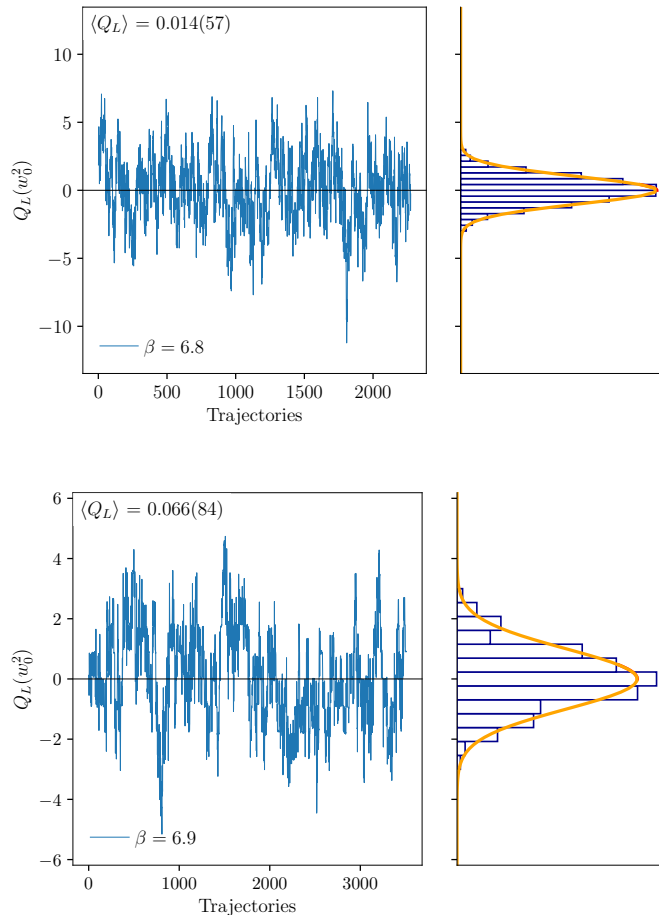 ⟨Q_L⟩ = 0.014(57)
10
5
0
−5
−10
Q_L(w_0^2)
β = 6.8
0 500 1000 1500 2000
Trajectories
⟨Q_L⟩ = 0.066(84)
6
4
2
0
−2
−4
−6
Q_L(w_0^2)
β = 6.9
0 1000 2000 3000
Trajectories